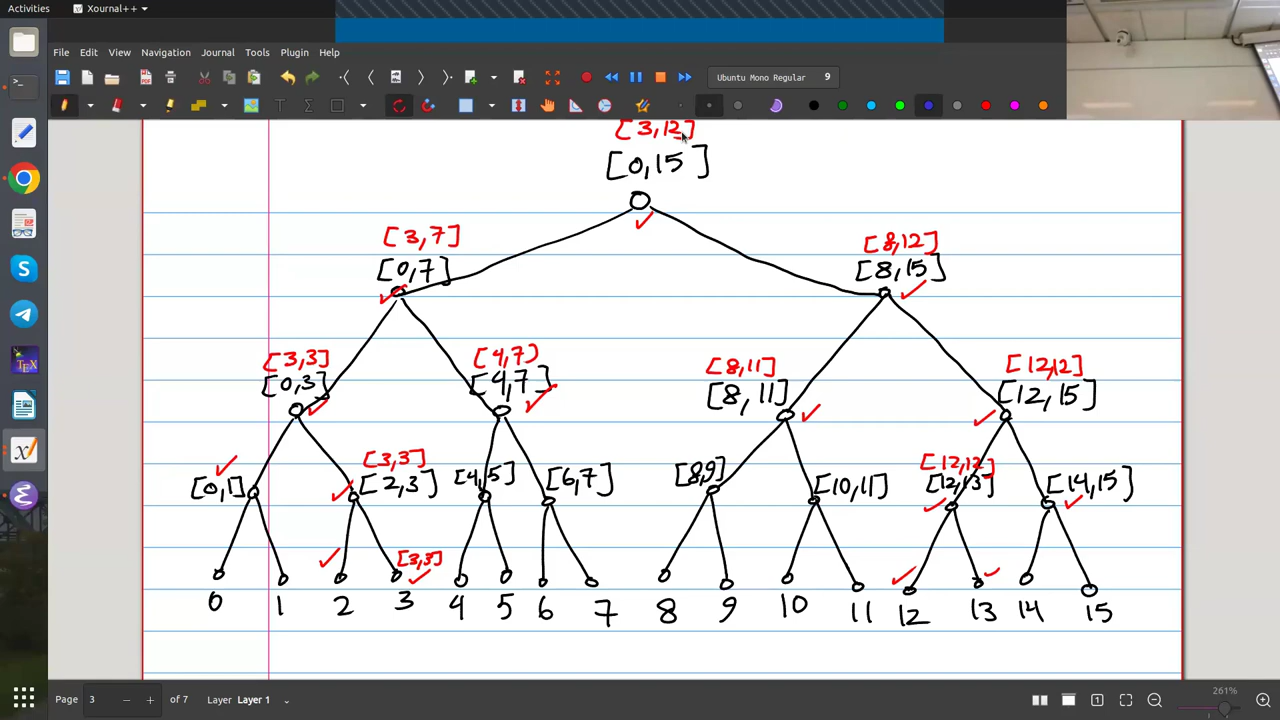 Activities Xournal++
File Edit View Navigation Journal Tools Plugin Help
Ubuntu Mono Regular 9
[3,12]
[0,15]
[3,7] [8,12]
[0,7] [8,15]
[3,3] [4,7) [8,11] [12,12]
[0,3] [4,7] [8,11] [12,15]
[3,3] [12,12]
[0,1] [2,3] [4,5] [6,7] [8,9] [10,11] [12,13] [14,15]
[3,3]
0 1 2 3 4 5 6 7 8 9 10 11 12 13 14 15
Page 3 of 7 Layer Layer 1 261%